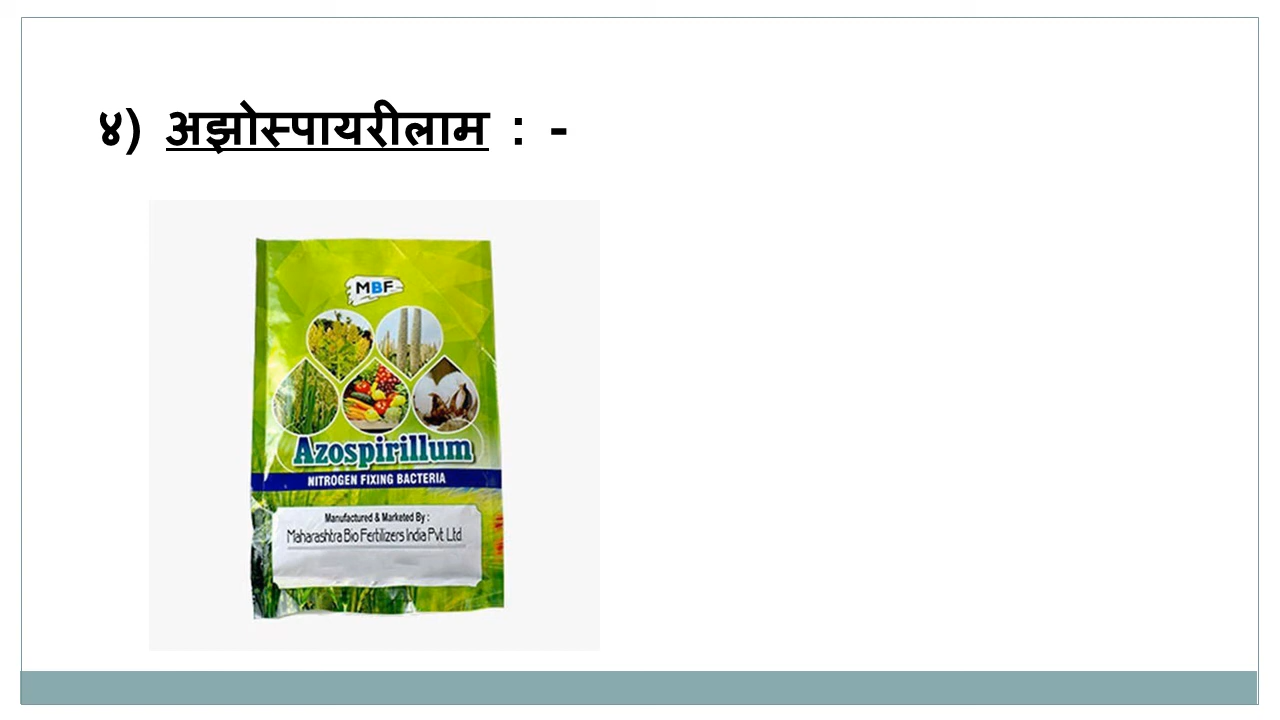 ४) अझोस्पायरीलाम : -
MBF
Azospirillum
NITROGEN FIXING BACTERIA
Manufactured & Marketed By :
Maharashtra Bio Fertilizers India Pvt. Ltd.